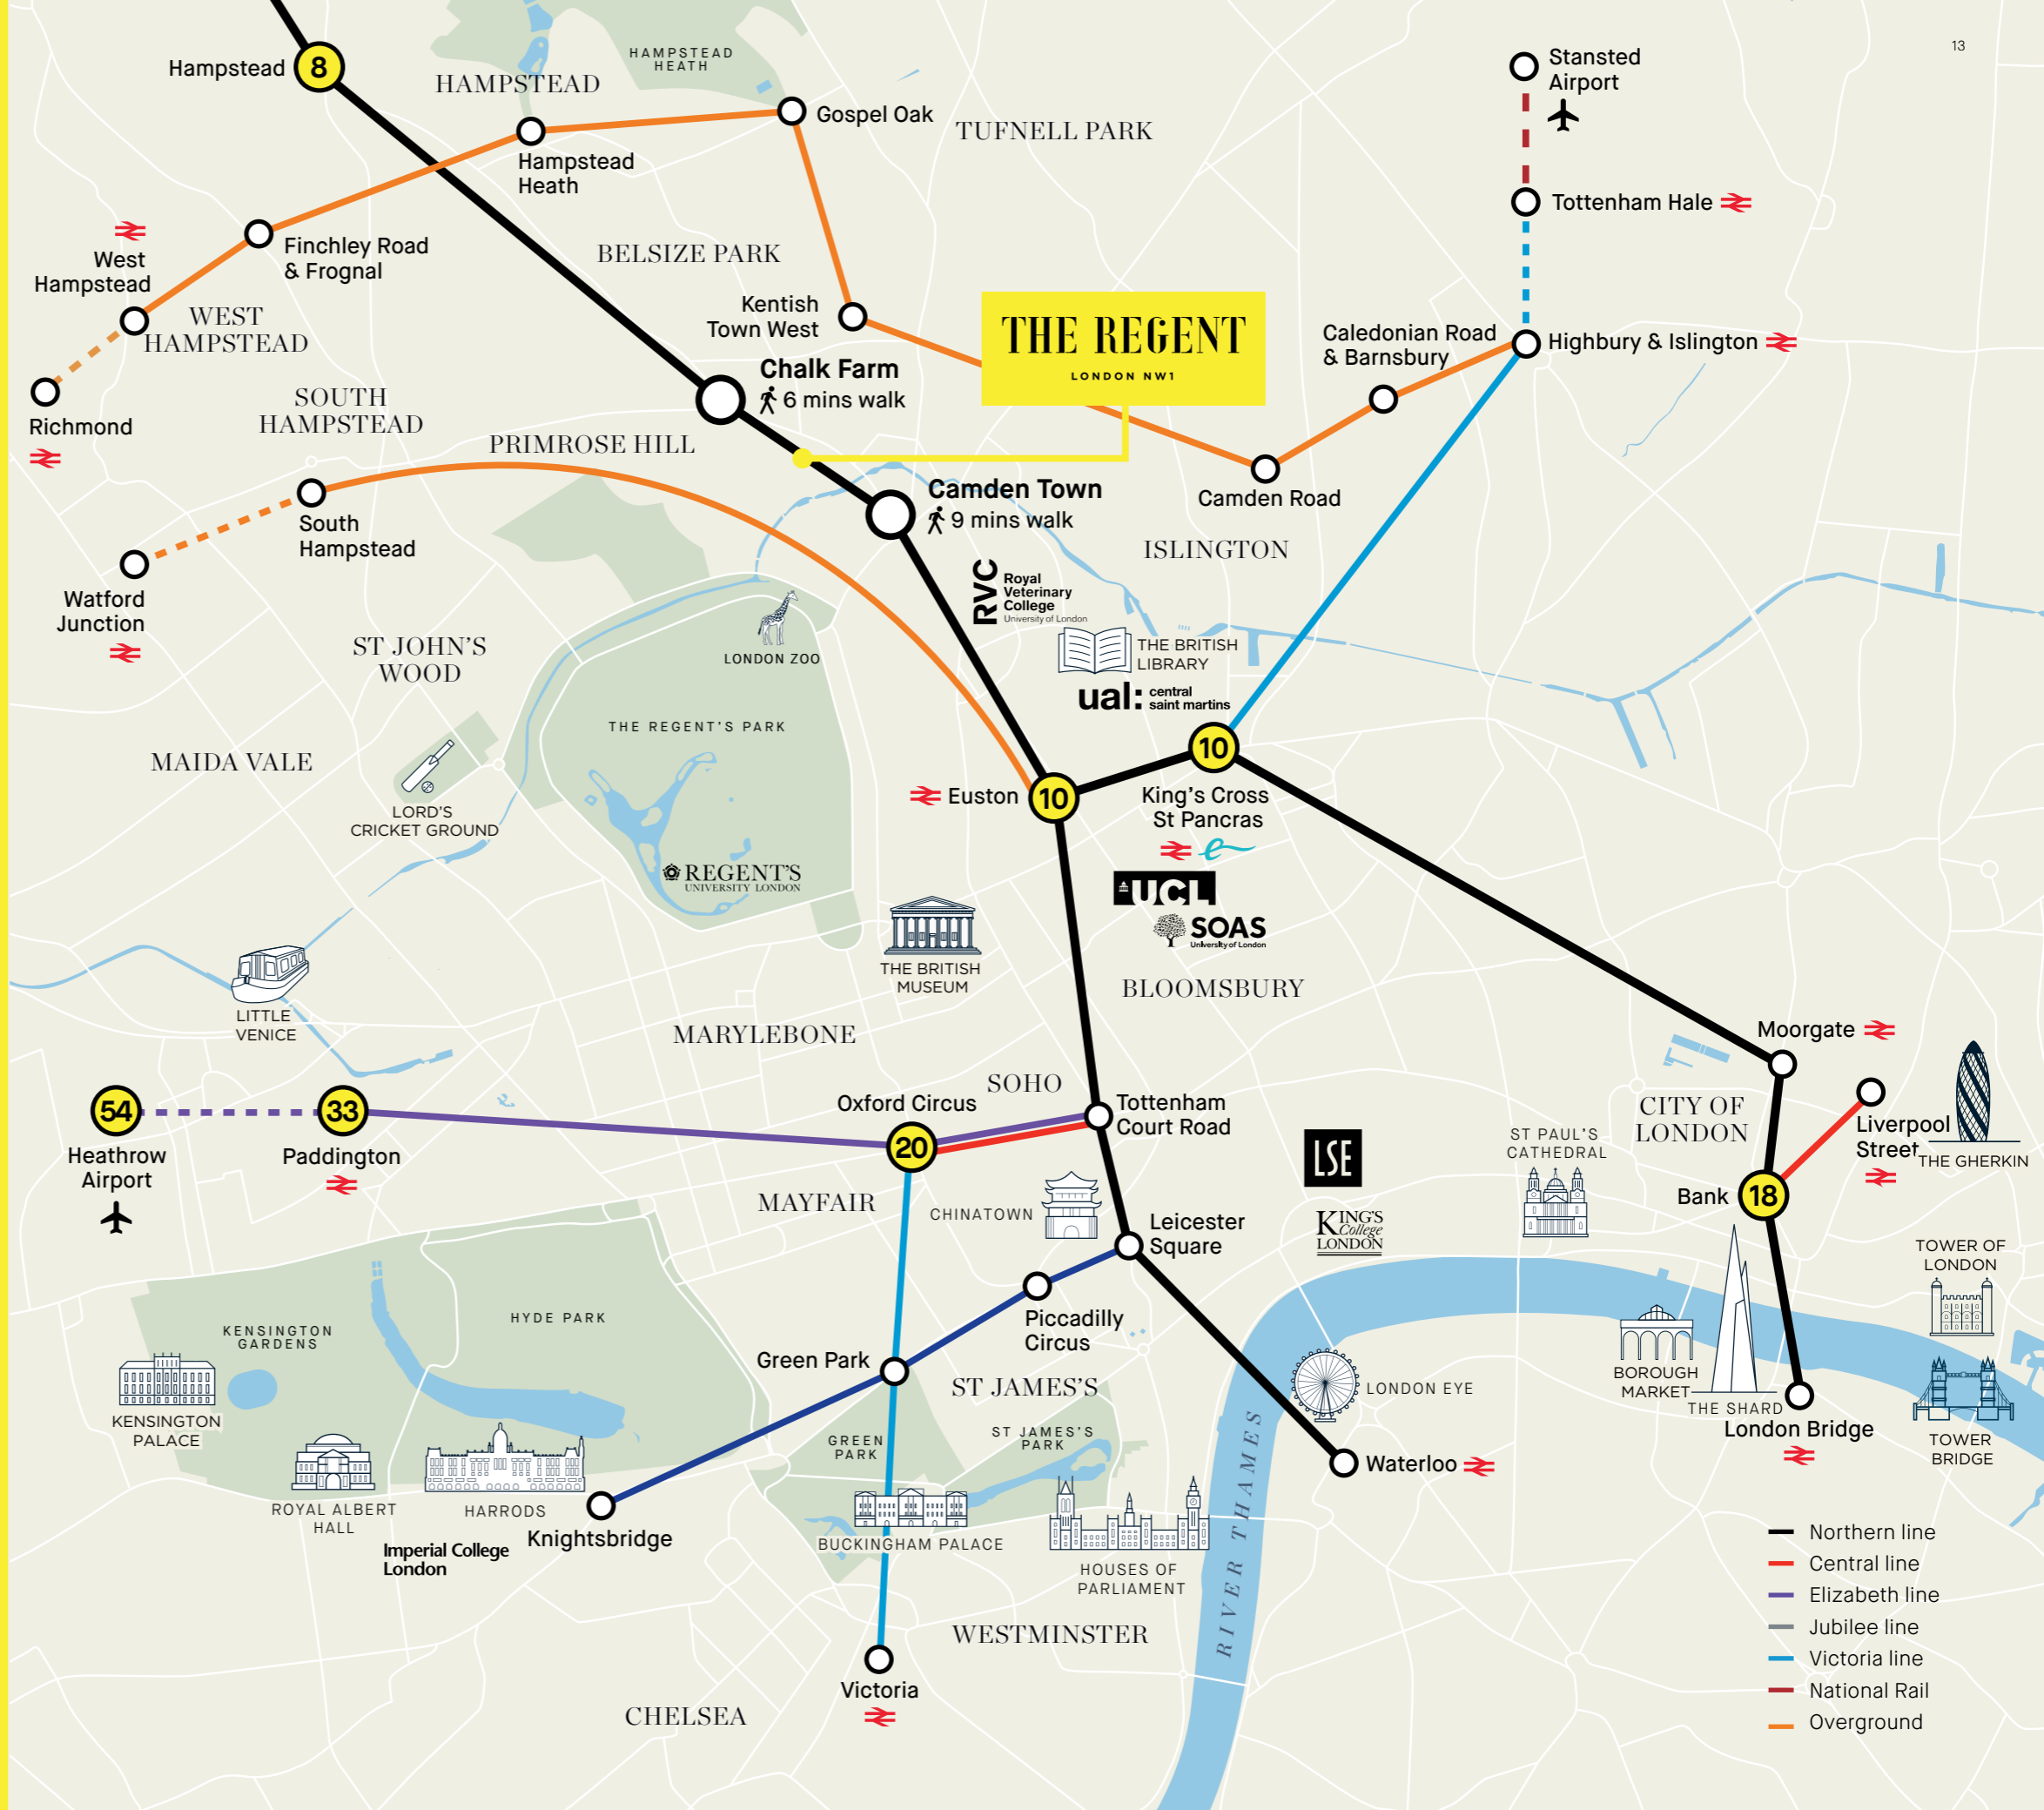 13
Hampstead
8
HAMPSTEAD
HAMPSTEAD
HEATH
Gospel Oak
TUFNELL PARK
Stansted
Airport
Hampstead
Heath
Tottenham Hale
West
Hampstead
Finchley Road
& Frognal
BELSIZE PARK
WEST
HAMPSTEAD
Kentish
Town West
THE REGENT
LONDON NW1
Caledonian Road
& Barnsbury
Highbury & Islington
Chalk Farm
6 mins walk
Richmond
SOUTH
HAMPSTEAD
PRIMROSE HILL
Camden Town
9 mins walk
Camden Road
South
Hampstead
ISLINGTON
Watford
Junction
RVC
Royal
Veterinary
College
University of London
ST JOHN'S
WOOD
LONDON ZOO
THE BRITISH
LIBRARY
ual:
central
saint martins
THE REGENT'S PARK
MAIDA VALE
10
LORD'S
CRICKET GROUND
Euston
10
King's Cross
St Pancras
e
REGENT'S
UNIVERSITY LONDON
UCL
SOAS
University of London
THE BRITISH
MUSEUM
BLOOMSBURY
LITTLE
VENICE
MARYLEBONE
Moorgate
SOHO
54
Heathrow
Airport
33
Paddington
Oxford Circus
20
Tottenham
Court Road
CITY OF
LONDON
Liverpool
Street
THE GHERKIN
LSE
ST PAUL'S
CATHEDRAL
Bank
18
MAYFAIR
CHINATOWN
Leicester
Square
KING'S
College
LONDON
TOWER OF
LONDON
KENSINGTON
GARDENS
HYDE PARK
Piccadilly
Circus
Green Park
ST JAMES'S
LONDON EYE
BOROUGH
MARKET
THE SHARD
London Bridge
KENSINGTON
PALACE
GREEN
PARK
ST JAMES'S
PARK
TOWER
BRIDGE
Waterloo
ROYAL ALBERT
HALL
HARRODS
Knightsbridge
Imperial College
London
BUCKINGHAM PALACE
HOUSES OF
PARLIAMENT
RIVER THAMES
WESTMINSTER
Victoria
CHELSEA
Northern line
Central line
Elizabeth line
Jubilee line
Victoria line
National Rail
Overground